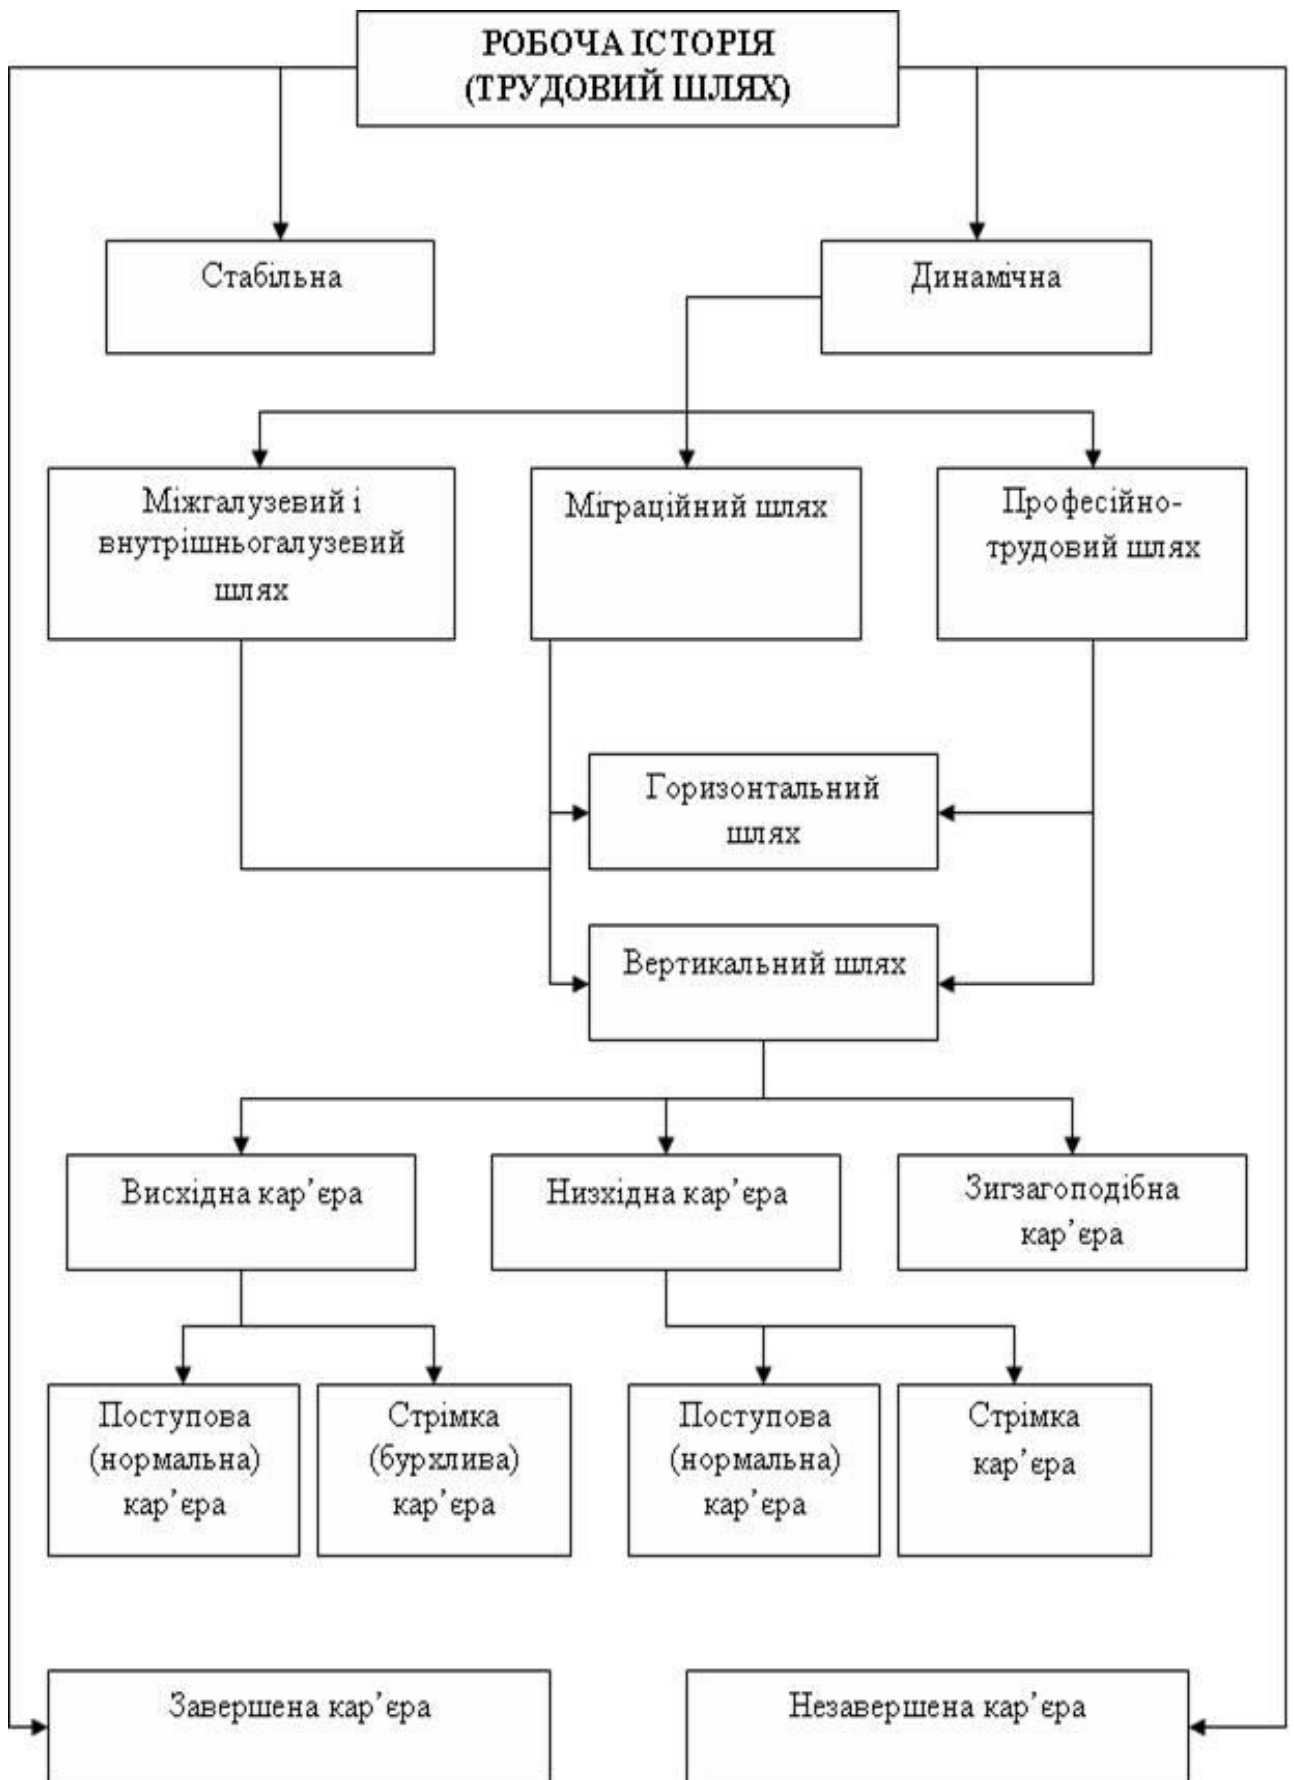 РОБОЧА ІСТОРІЯ
(ТРУДОВИЙ ШЛЯХ)
Стабільна
Динамічна
Міжгалузевий і
внутрішньогалузевий
шлях
Міграційний шлях
Професійно-
трудовий шлях
Горизонтальний
шлях
Вертикальний шлях
Висхідна кар’єра
Низхідна кар’єра
Зигзагоподібна
кар’єра
Поступова
(нормальна)
кар’єра
Стрімка
(бурхлива)
кар’єра
Поступова
(нормальна)
кар’єра
Стрімка
кар’єра
Завершена кар’єра
Незавершена кар’єра